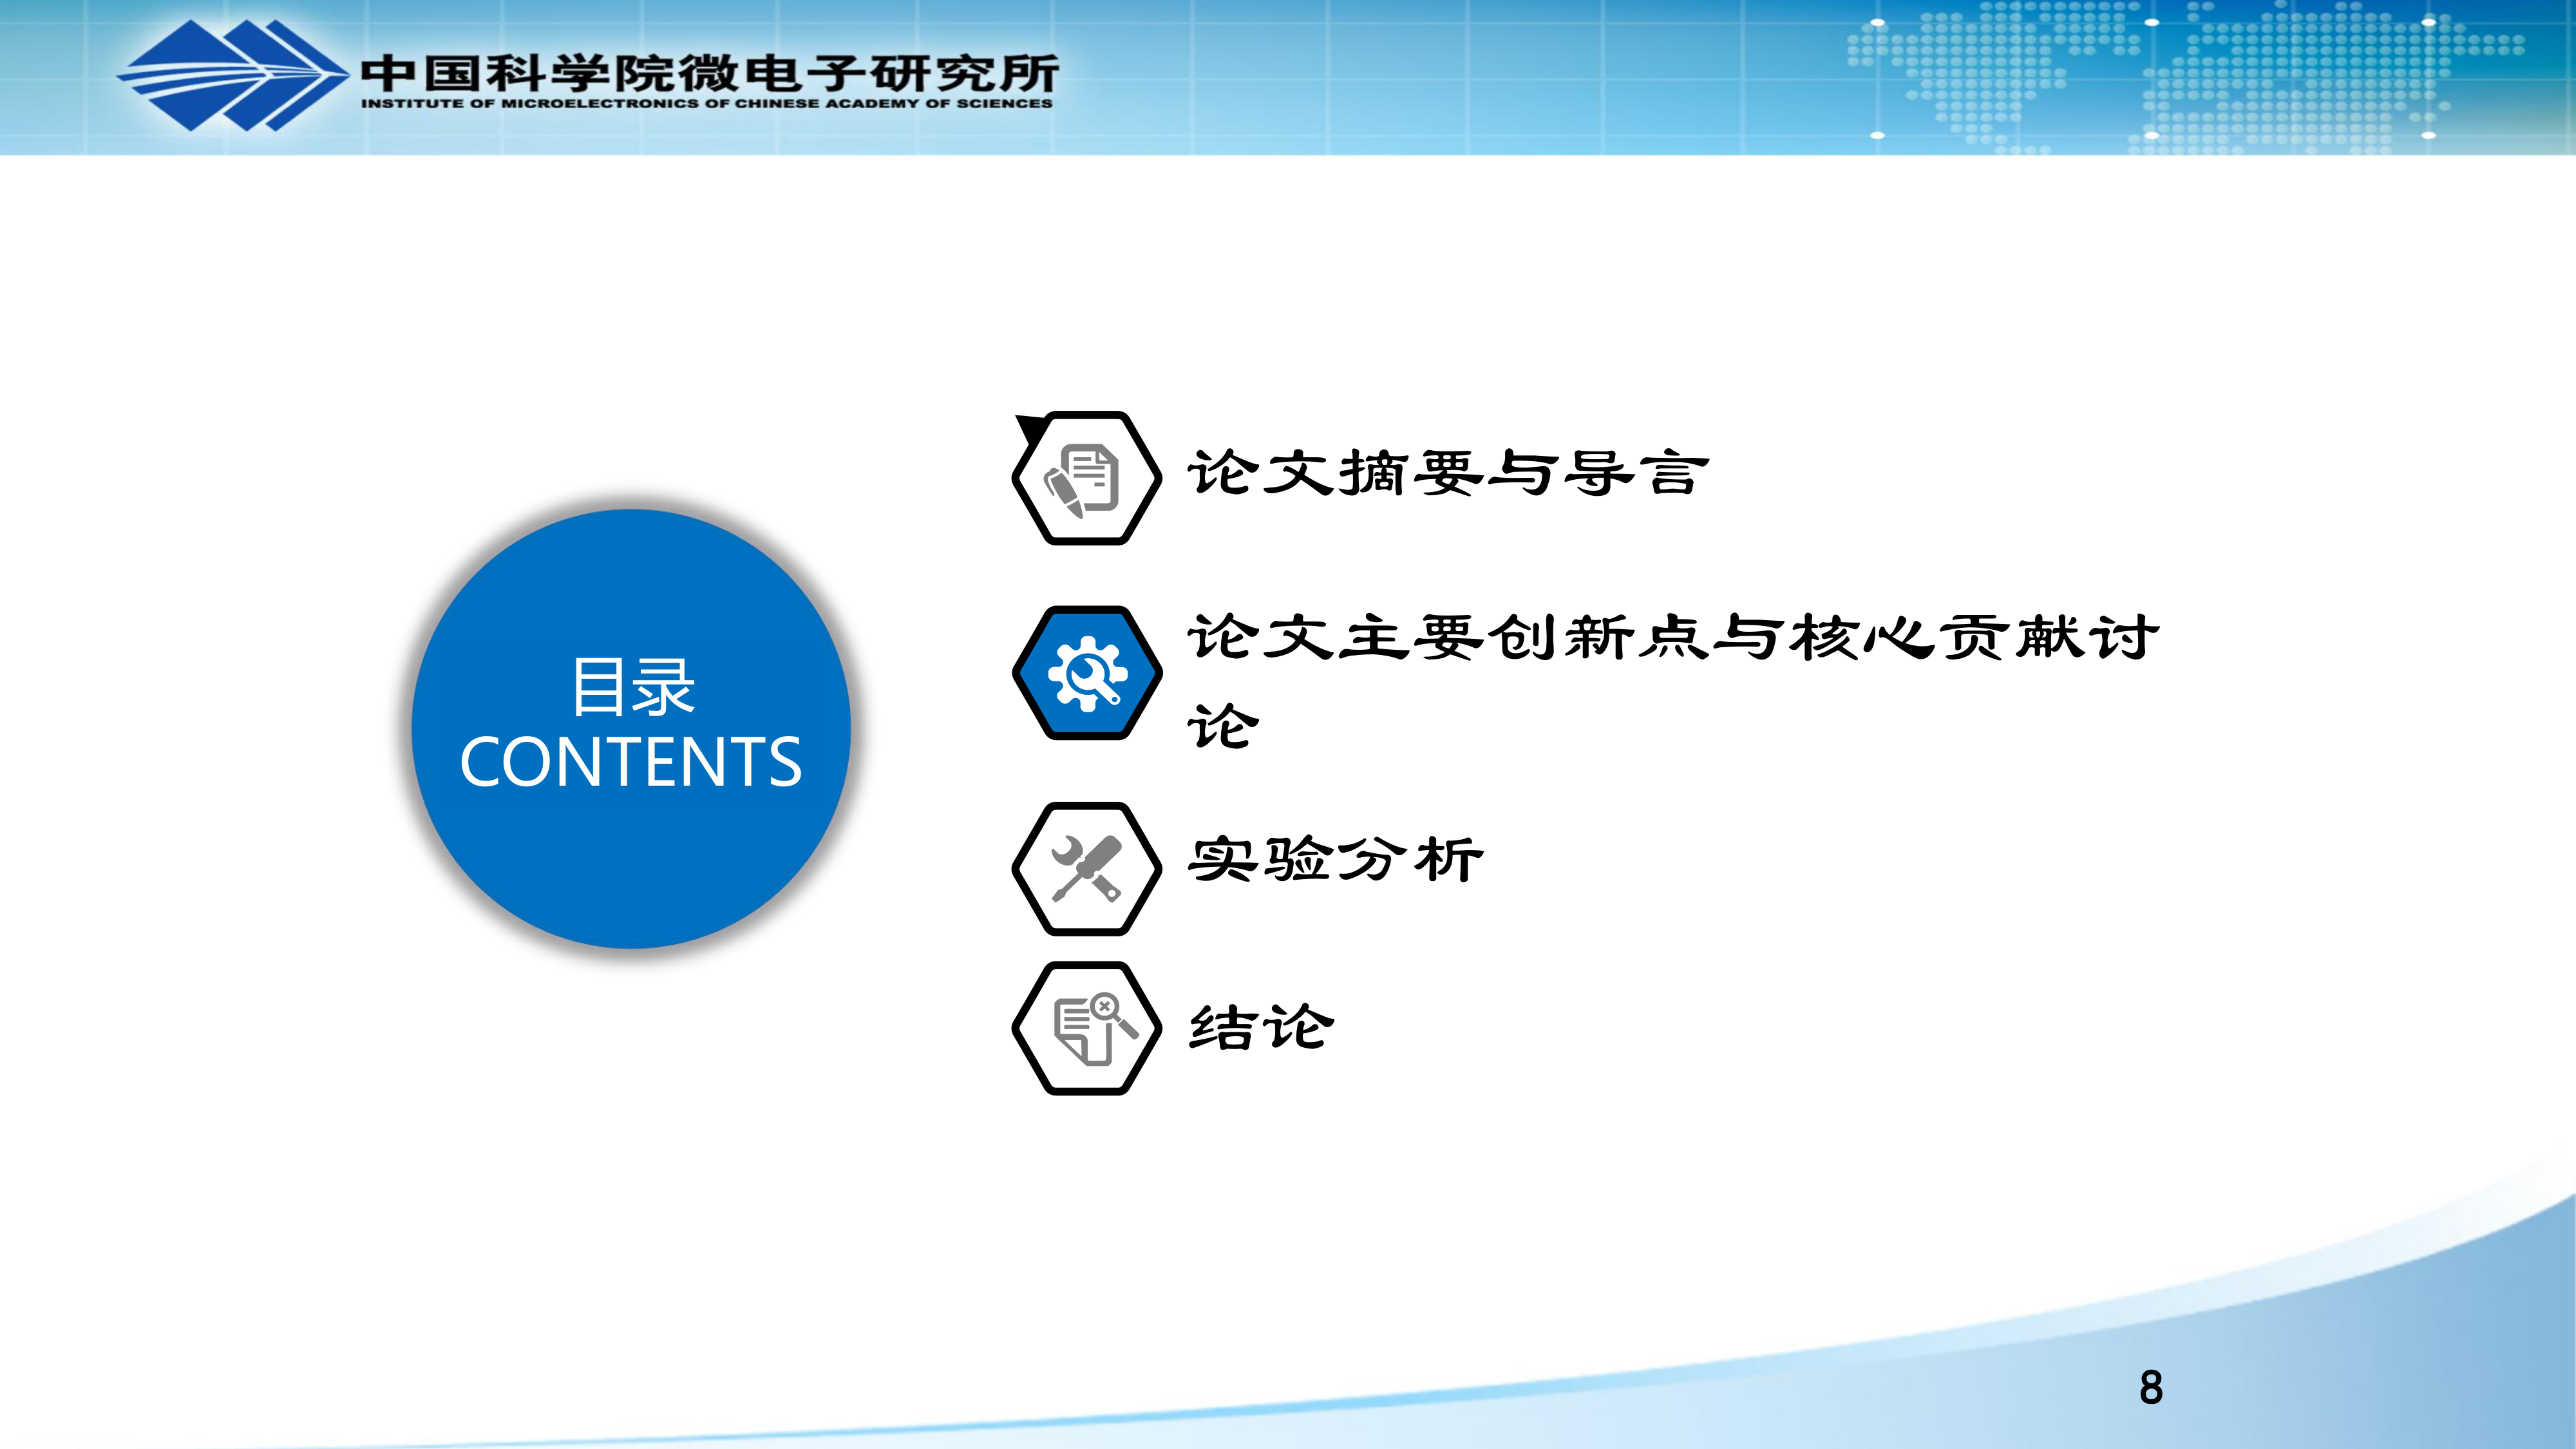 中国科学院微电子研究所
INSTITUTE OF MICROELECTRONICS OF CHINESE ACADEMY OF SCIENCES
目录
CONTENTS
论文摘要与导言
论文主要创新点与核心贡献讨
论
实验分析
结论
8